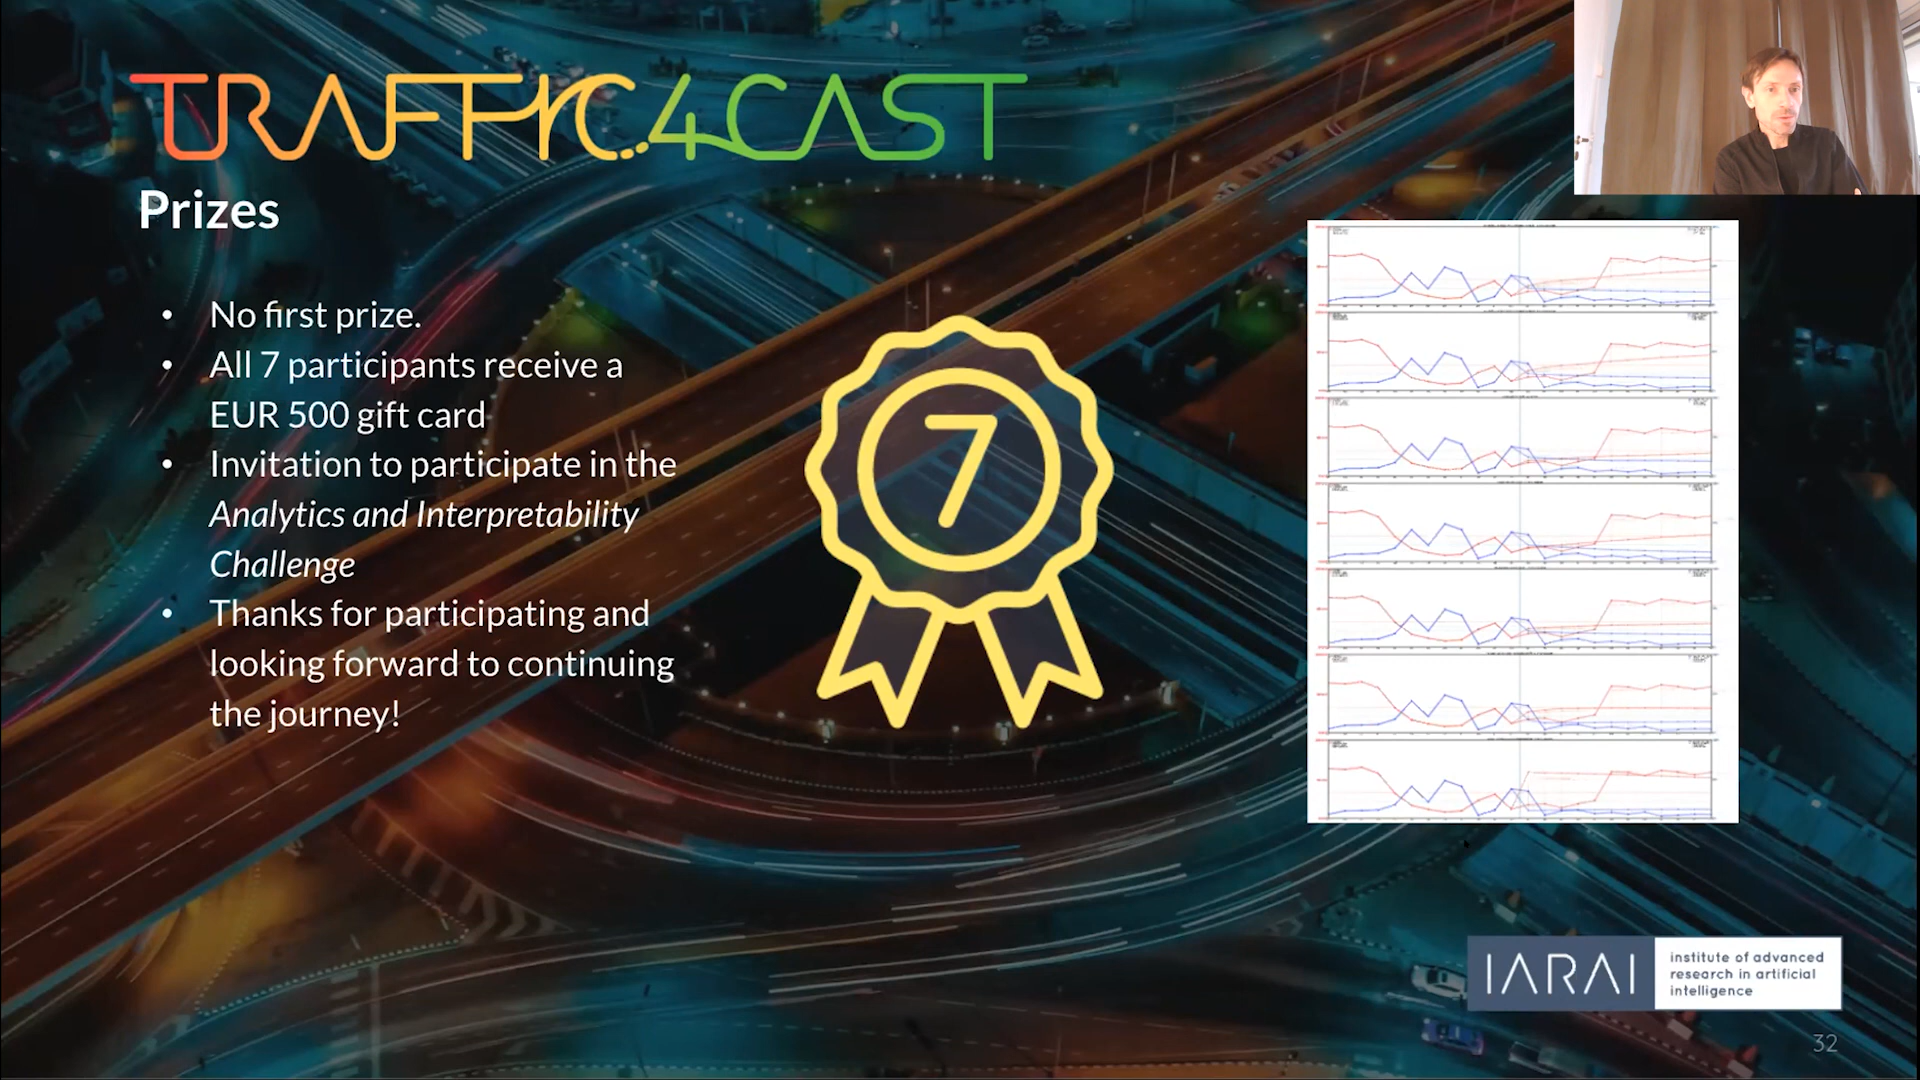 TRAFFIC4CAST
Prizes
• No first prize.
• All 7 participants receive a
EUR 500 gift card
• Invitation to participate in the
Analytics and Interpretability
Challenge
• Thanks for participating and
looking forward to continuing
the journey!
7
IARAI
institute of advanced
research in artificial
intelligence
32